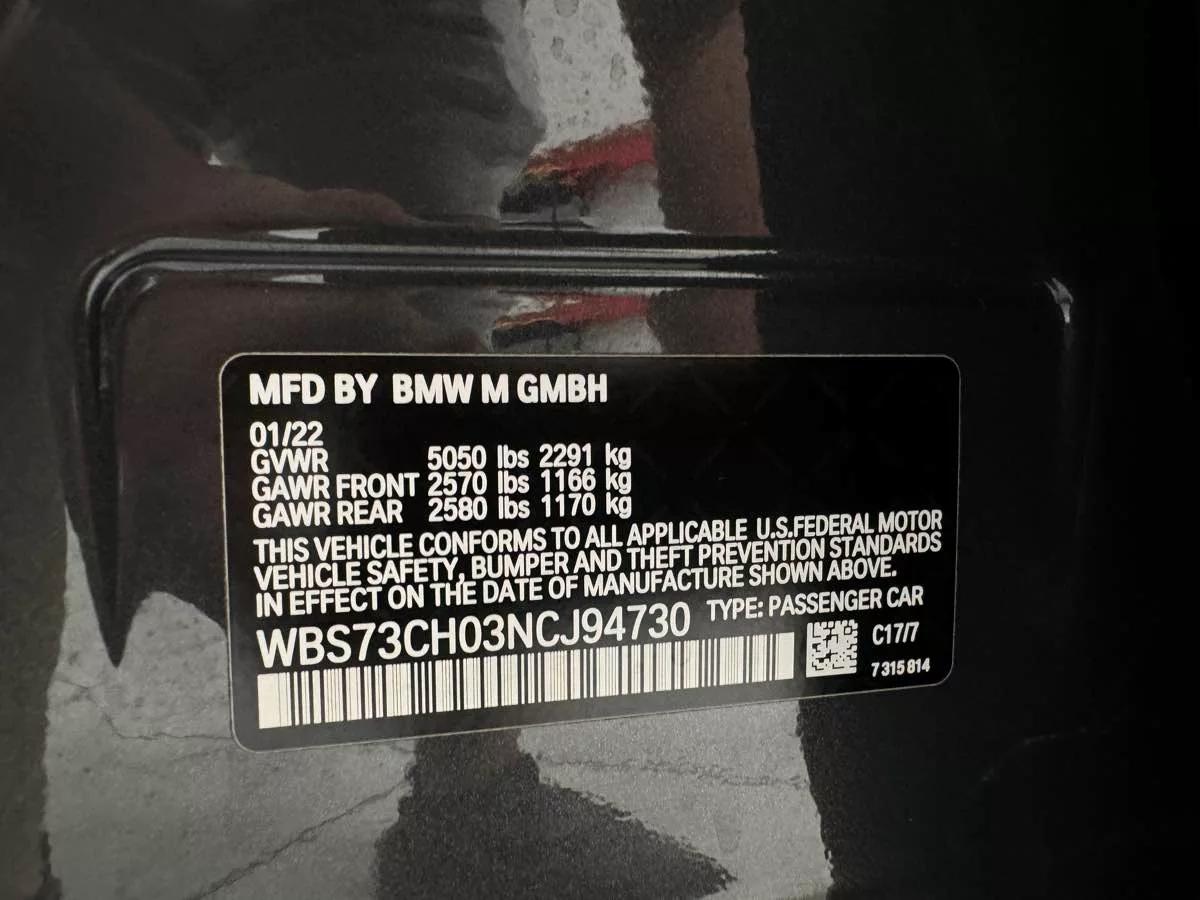 MFD BY BMW M GMBH
01/22
GVWR 5050 lbs 2291 kg
GAWR FRONT 2570 lbs 1166 kg
GAWR REAR 2580 lbs 1170 kg
THIS VEHICLE CONFORMS TO ALL APPLICABLE U.S.FEDERAL MOTOR
VEHICLE SAFETY, BUMPER AND THEFT PREVENTION STANDARDS
IN EFFECT ON THE DATE OF MANUFACTURE SHOWN ABOVE.
WBS73CH03NCJ94730 TYPE: PASSENGER CAR
C17/7
7 315 814